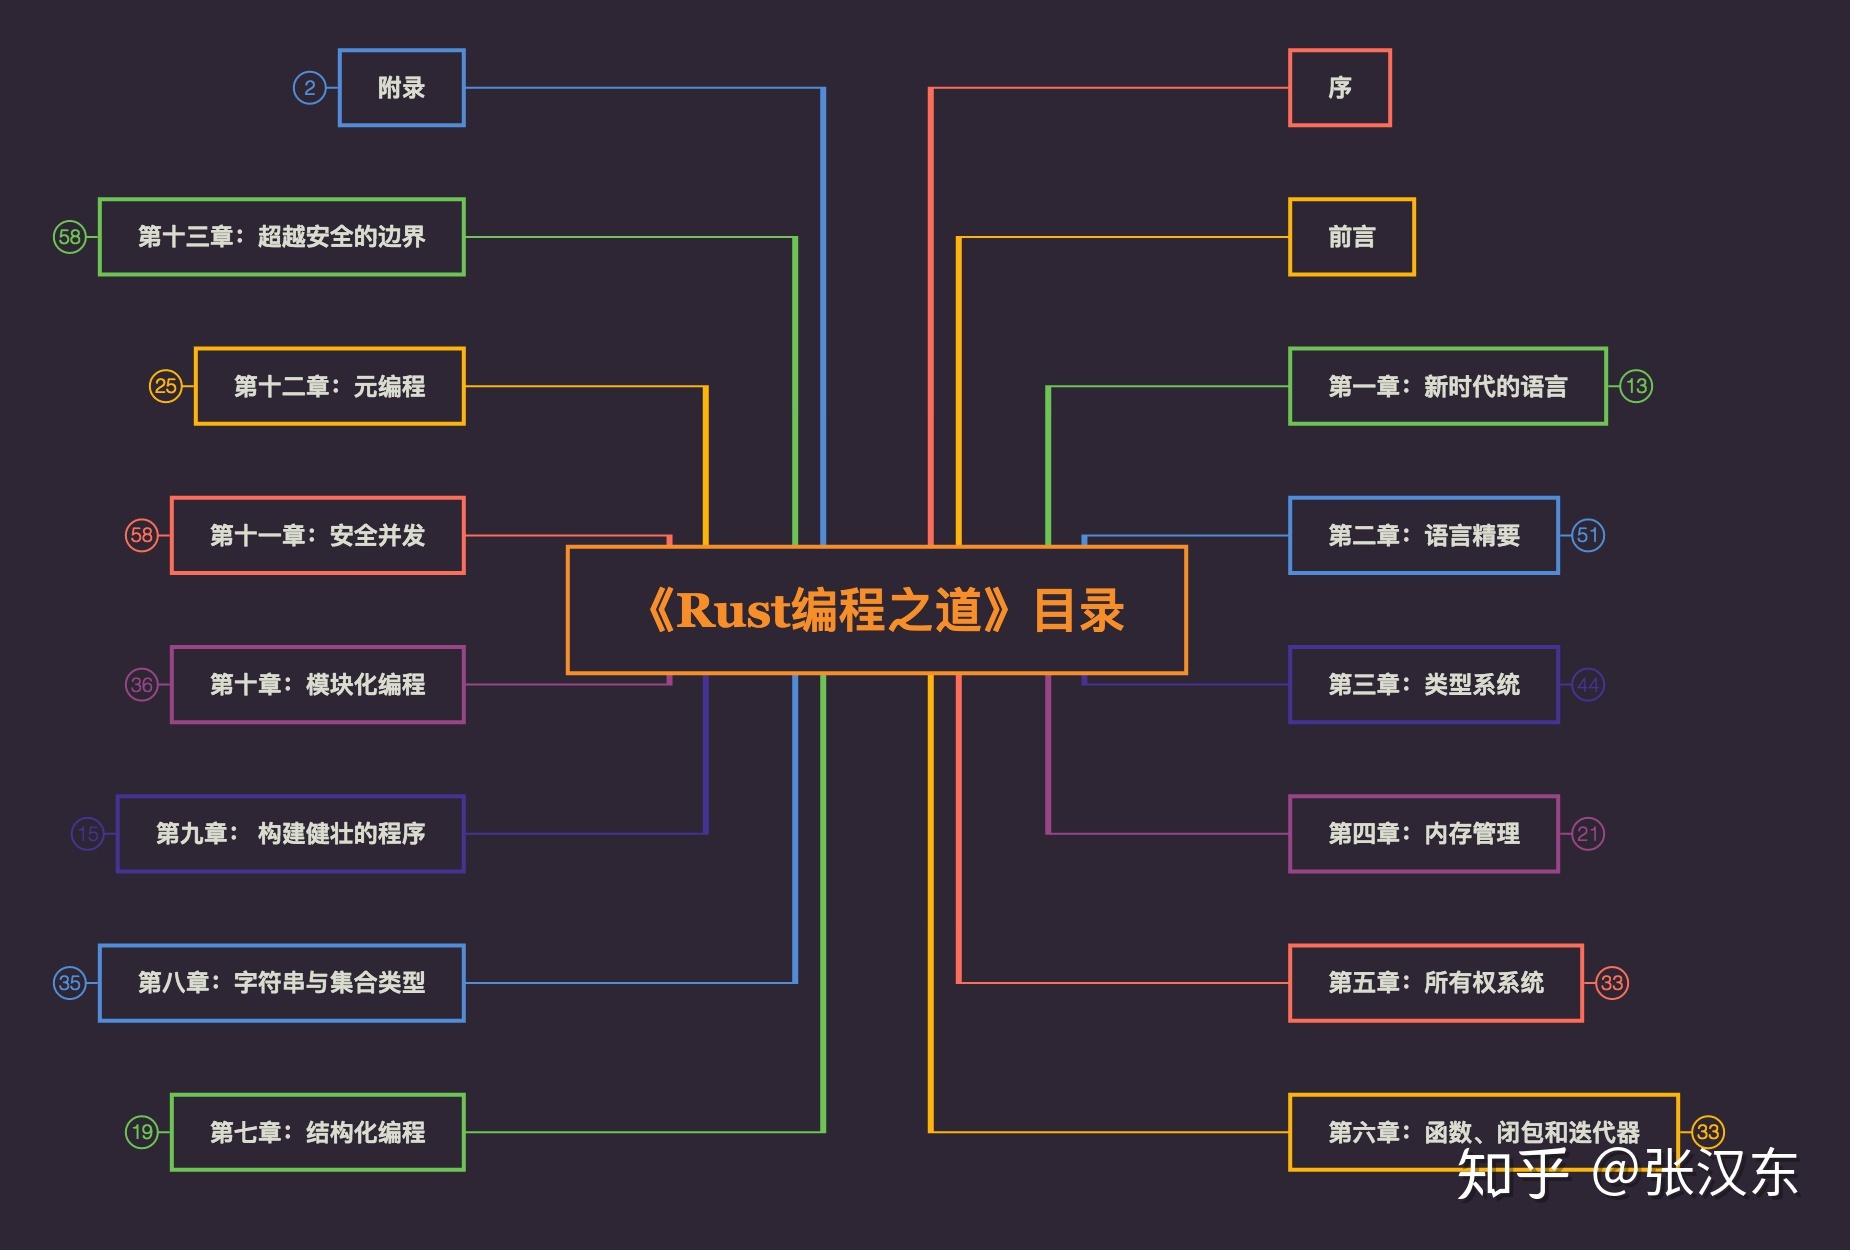 《Rust编程之道》目录
序
前言
第一章：新时代的语言
13
第二章：语言精要
51
第三章：类型系统
44
第四章：内存管理
21
第五章：所有权系统
33
第六章：函数、闭包和迭代器
33
第七章：结构化编程
19
第八章：字符串与集合类型
35
第九章： 构建健壮的程序
15
第十章：模块化编程
36
第十一章：安全并发
58
第十二章：元编程
25
第十三章：超越安全的边界
58
附录
2
知乎 @张汉东